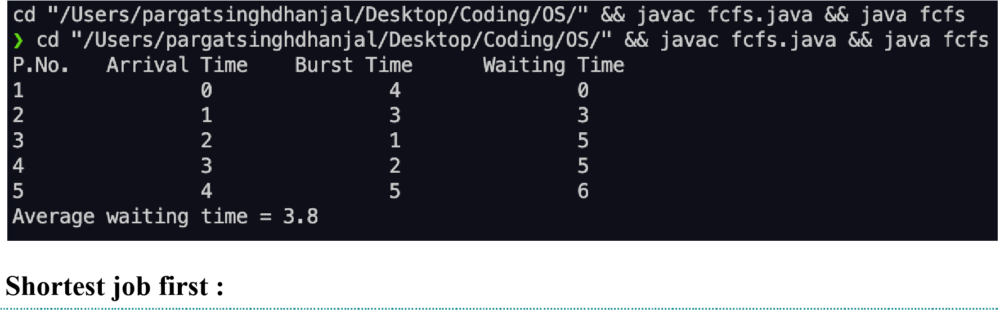 cd "/Users/pargatsinghdhanjal/Desktop/Coding/OS/" && javac fcfs.java && java fcfs
❯ cd "/Users/pargatsinghdhanjal/Desktop/Coding/OS/" && javac fcfs.java && java fcfs
P.No.   Arrival Time    Burst Time      Waiting Time
1               0               4               0
2               1               3               3
3               2               1               5
4               3               2               5
5               4               5               6
Average waiting time = 3.8
Shortest job first :